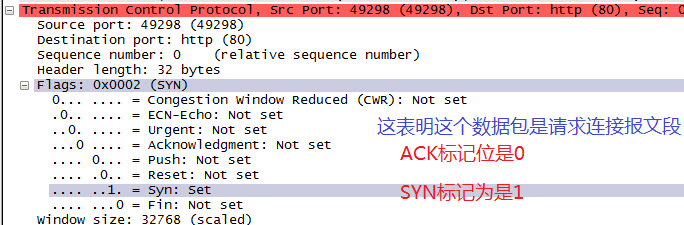 Transmission Control Protocol, Src Port: 49298 (49298), Dst Port: http (80), Seq: 0
Source port: 49298 (49298)
Destination port: http (80)
Sequence number: 0    (relative sequence number)
Header length: 32 bytes
Flags: 0x0002 (SYN)
0... .... = Congestion Window Reduced (CWR): Not set
.0.. .... = ECN-Echo: Not set
..0. .... = Urgent: Not set
这表明这个数据包是请求连接报文段
...0 .... = Acknowledgment: Not set
ACK标记位是0
.... 0... = Push: Not set
.... .0.. = Reset: Not set
.... ..1. = Syn: Set
SYN标记为是1
.... ...0 = Fin: Not set
Window size: 32768 (scaled)